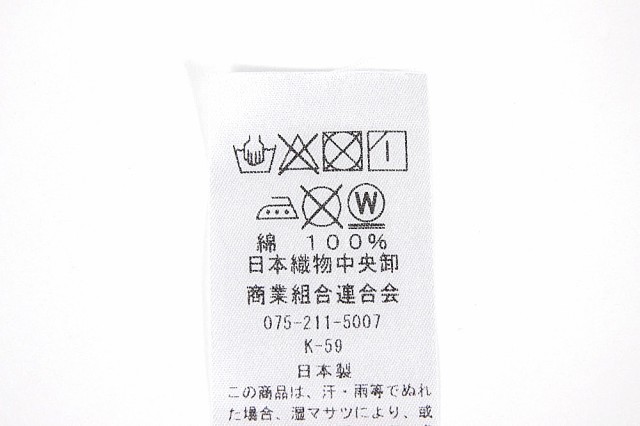 W
綿 100%
日本織物中央卸
商業組合連合会
075-211-5007
K-59
日本製
この商品は、汗・雨等でぬれ
た場合、湿マサツにより、或